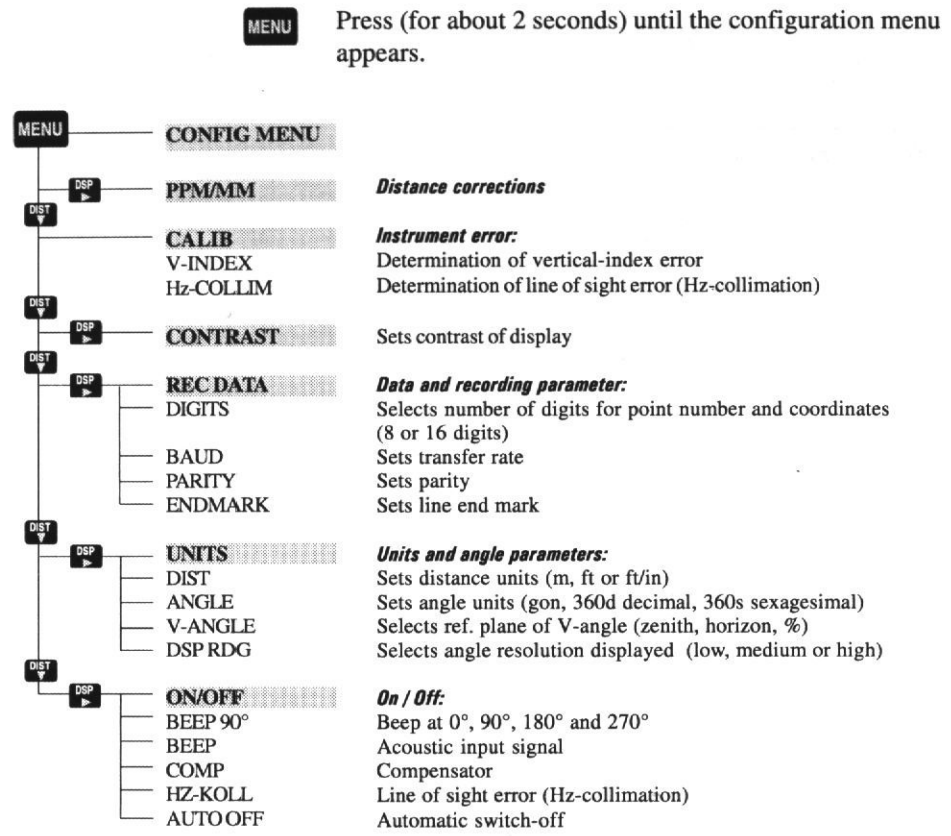 MENU Press (for about 2 seconds) until the configuration menu
appears.
MENU CONFIG MENU
DSP PPM/MM Distance corrections
DIST
CALIB Instrument error:
V-INDEX Determination of vertical-index error
Hz-COLLIM Determination of line of sight error (Hz-collimation)
DIST
DSP CONTRAST Sets contrast of display
DIST
DSP REC DATA Data and recording parameter:
DIGITS Selects number of digits for point number and coordinates
(8 or 16 digits)
BAUD Sets transfer rate
PARITY Sets parity
ENDMARK Sets line end mark
DIST
DSP UNITS Units and angle parameters:
DIST Sets distance units (m, ft or ft/in)
ANGLE Sets angle units (gon, 360d decimal, 360s sexagesimal)
V-ANGLE Selects ref. plane of V-angle (zenith, horizon, %)
DSP RDG Selects angle resolution displayed (low, medium or high)
DIST
DSP ON/OFF On / Off:
BEEP 90° Beep at 0°, 90°, 180° and 270°
BEEP Acoustic input signal
COMP Compensator
HZ-KOLL Line of sight error (Hz-collimation)
AUTO OFF Automatic switch-off